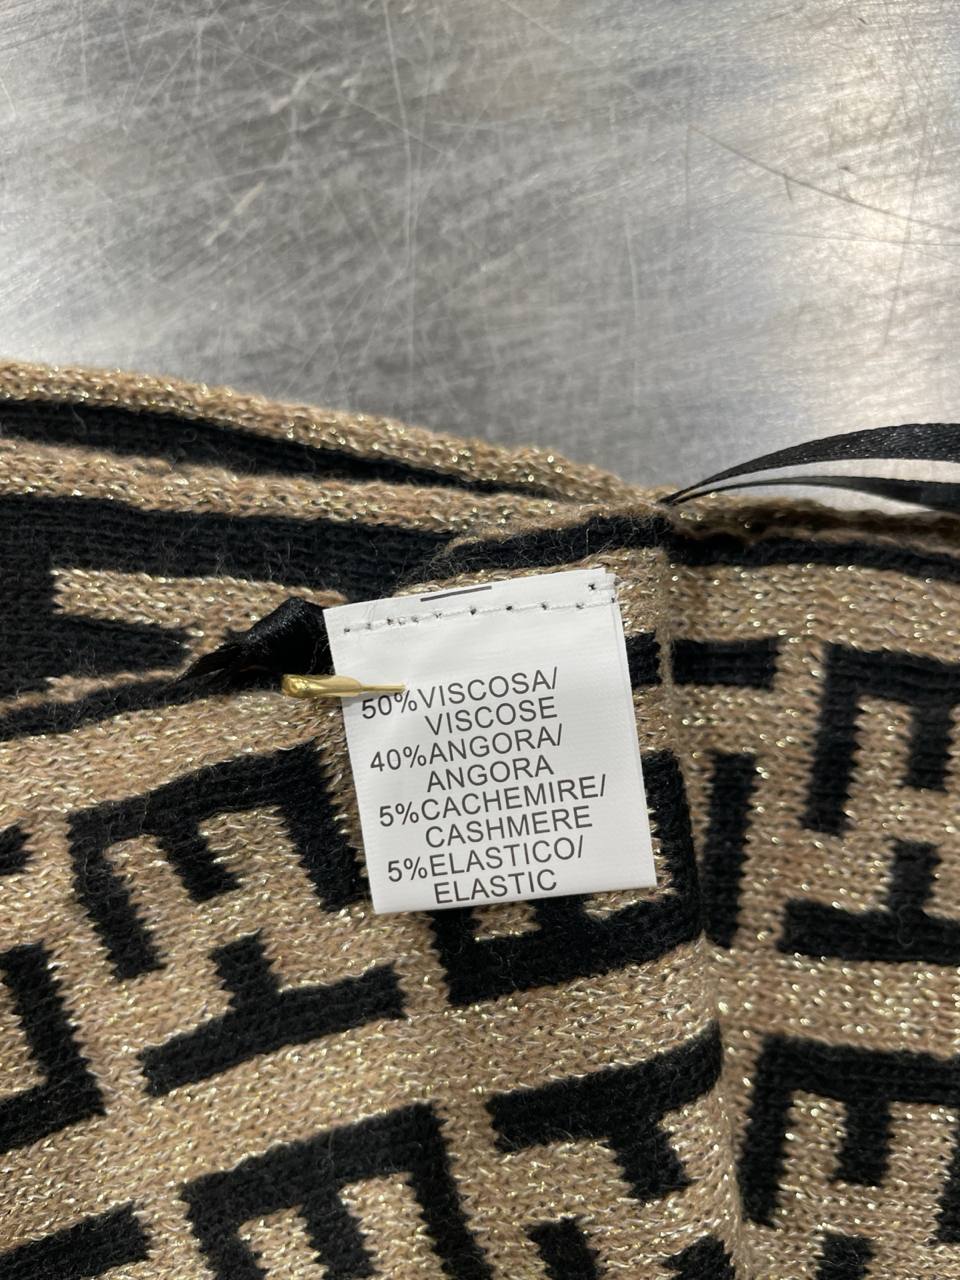 50%VISCOSA/
VISCOSE
40%ANGORA/
ANGORA
5%CACHEMIRE/
CASHMERE
5%ELASTICO/
ELASTIC